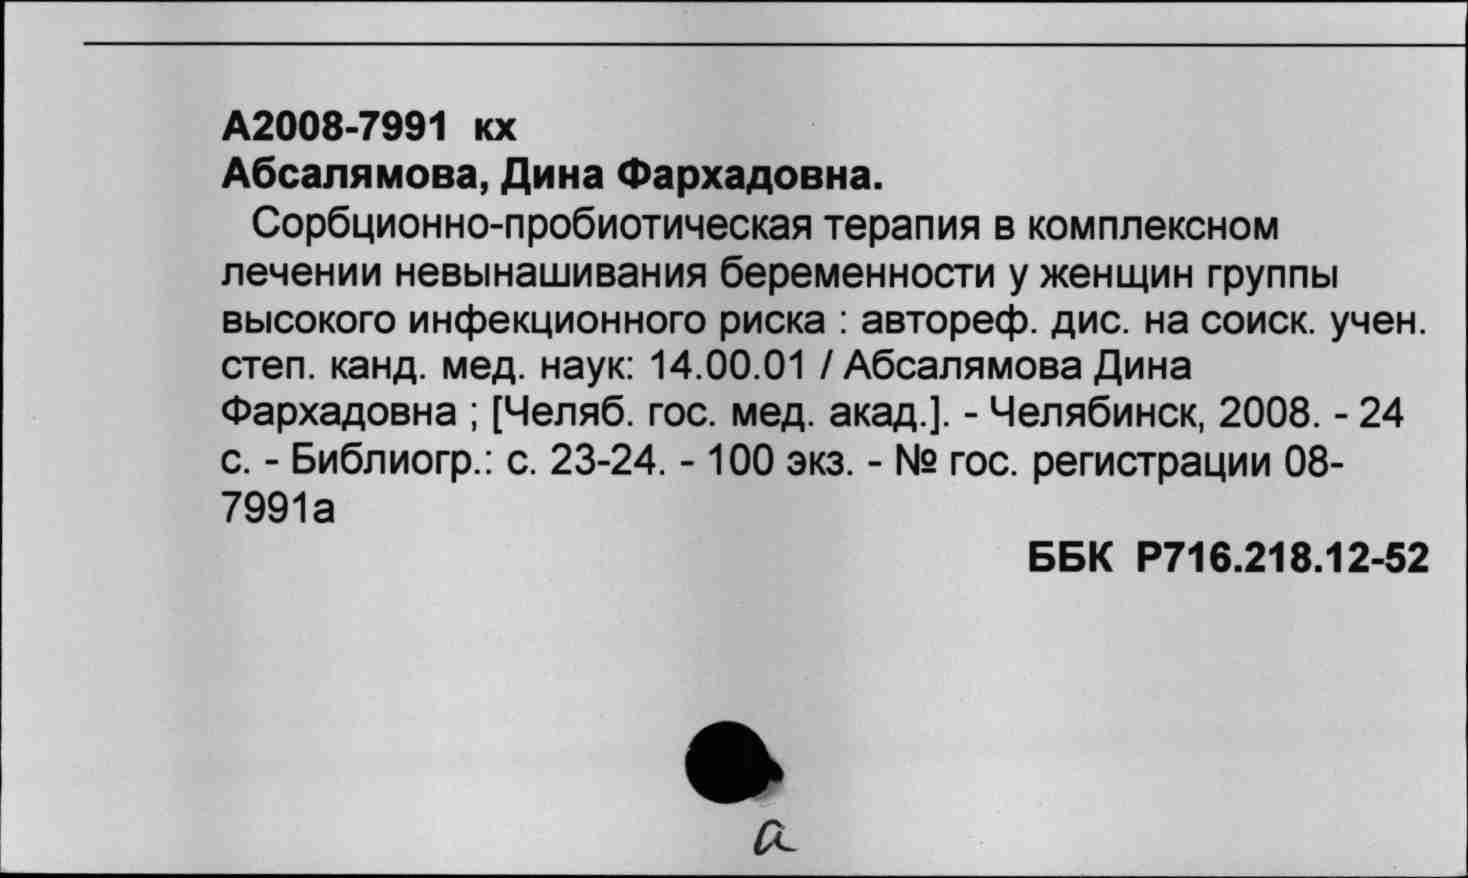 А2008-7991 кх
Абсалямова, Дина Фархадовна.
Сорбционно-пробиотическая терапия в комплексном
лечении невынашивания беременности у женщин группы
высокого инфекционного риска : автореф. дис. на соиск. учен.
степ. канд. мед. наук: 14.00.01 / Абсалямова Дина
Фархадовна ; [Челяб. гос. мед. акад.]. - Челябинск, 2008. - 24
с. - Библиогр.: с. 23-24. - 100 экз. - № гос. регистрации 08-
7991а
ББК Р716.218.12-52
а